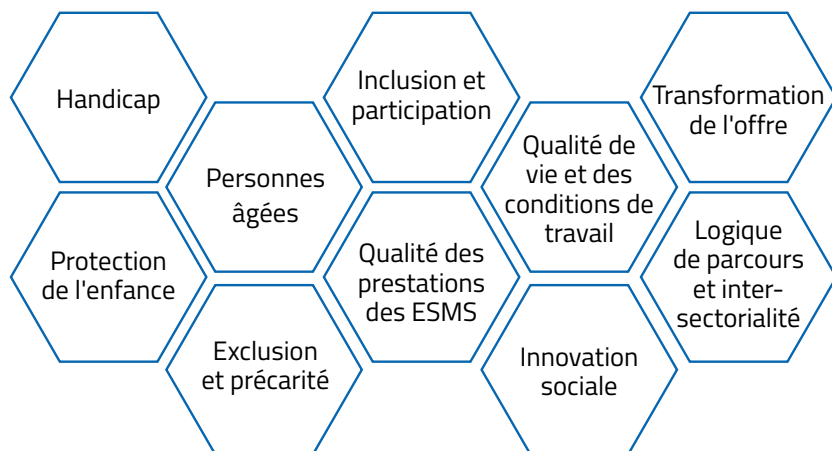 Handicap
Inclusion et
participation
Transformation
de l'offre
Personnes
âgées
Qualité de
vie et des
conditions de
travail
Protection
de l'enfance
Qualité des
prestations
des ESMS
Logique
de parcours
et inter-
sectorialité
Exclusion
et précarité
Innovation
sociale